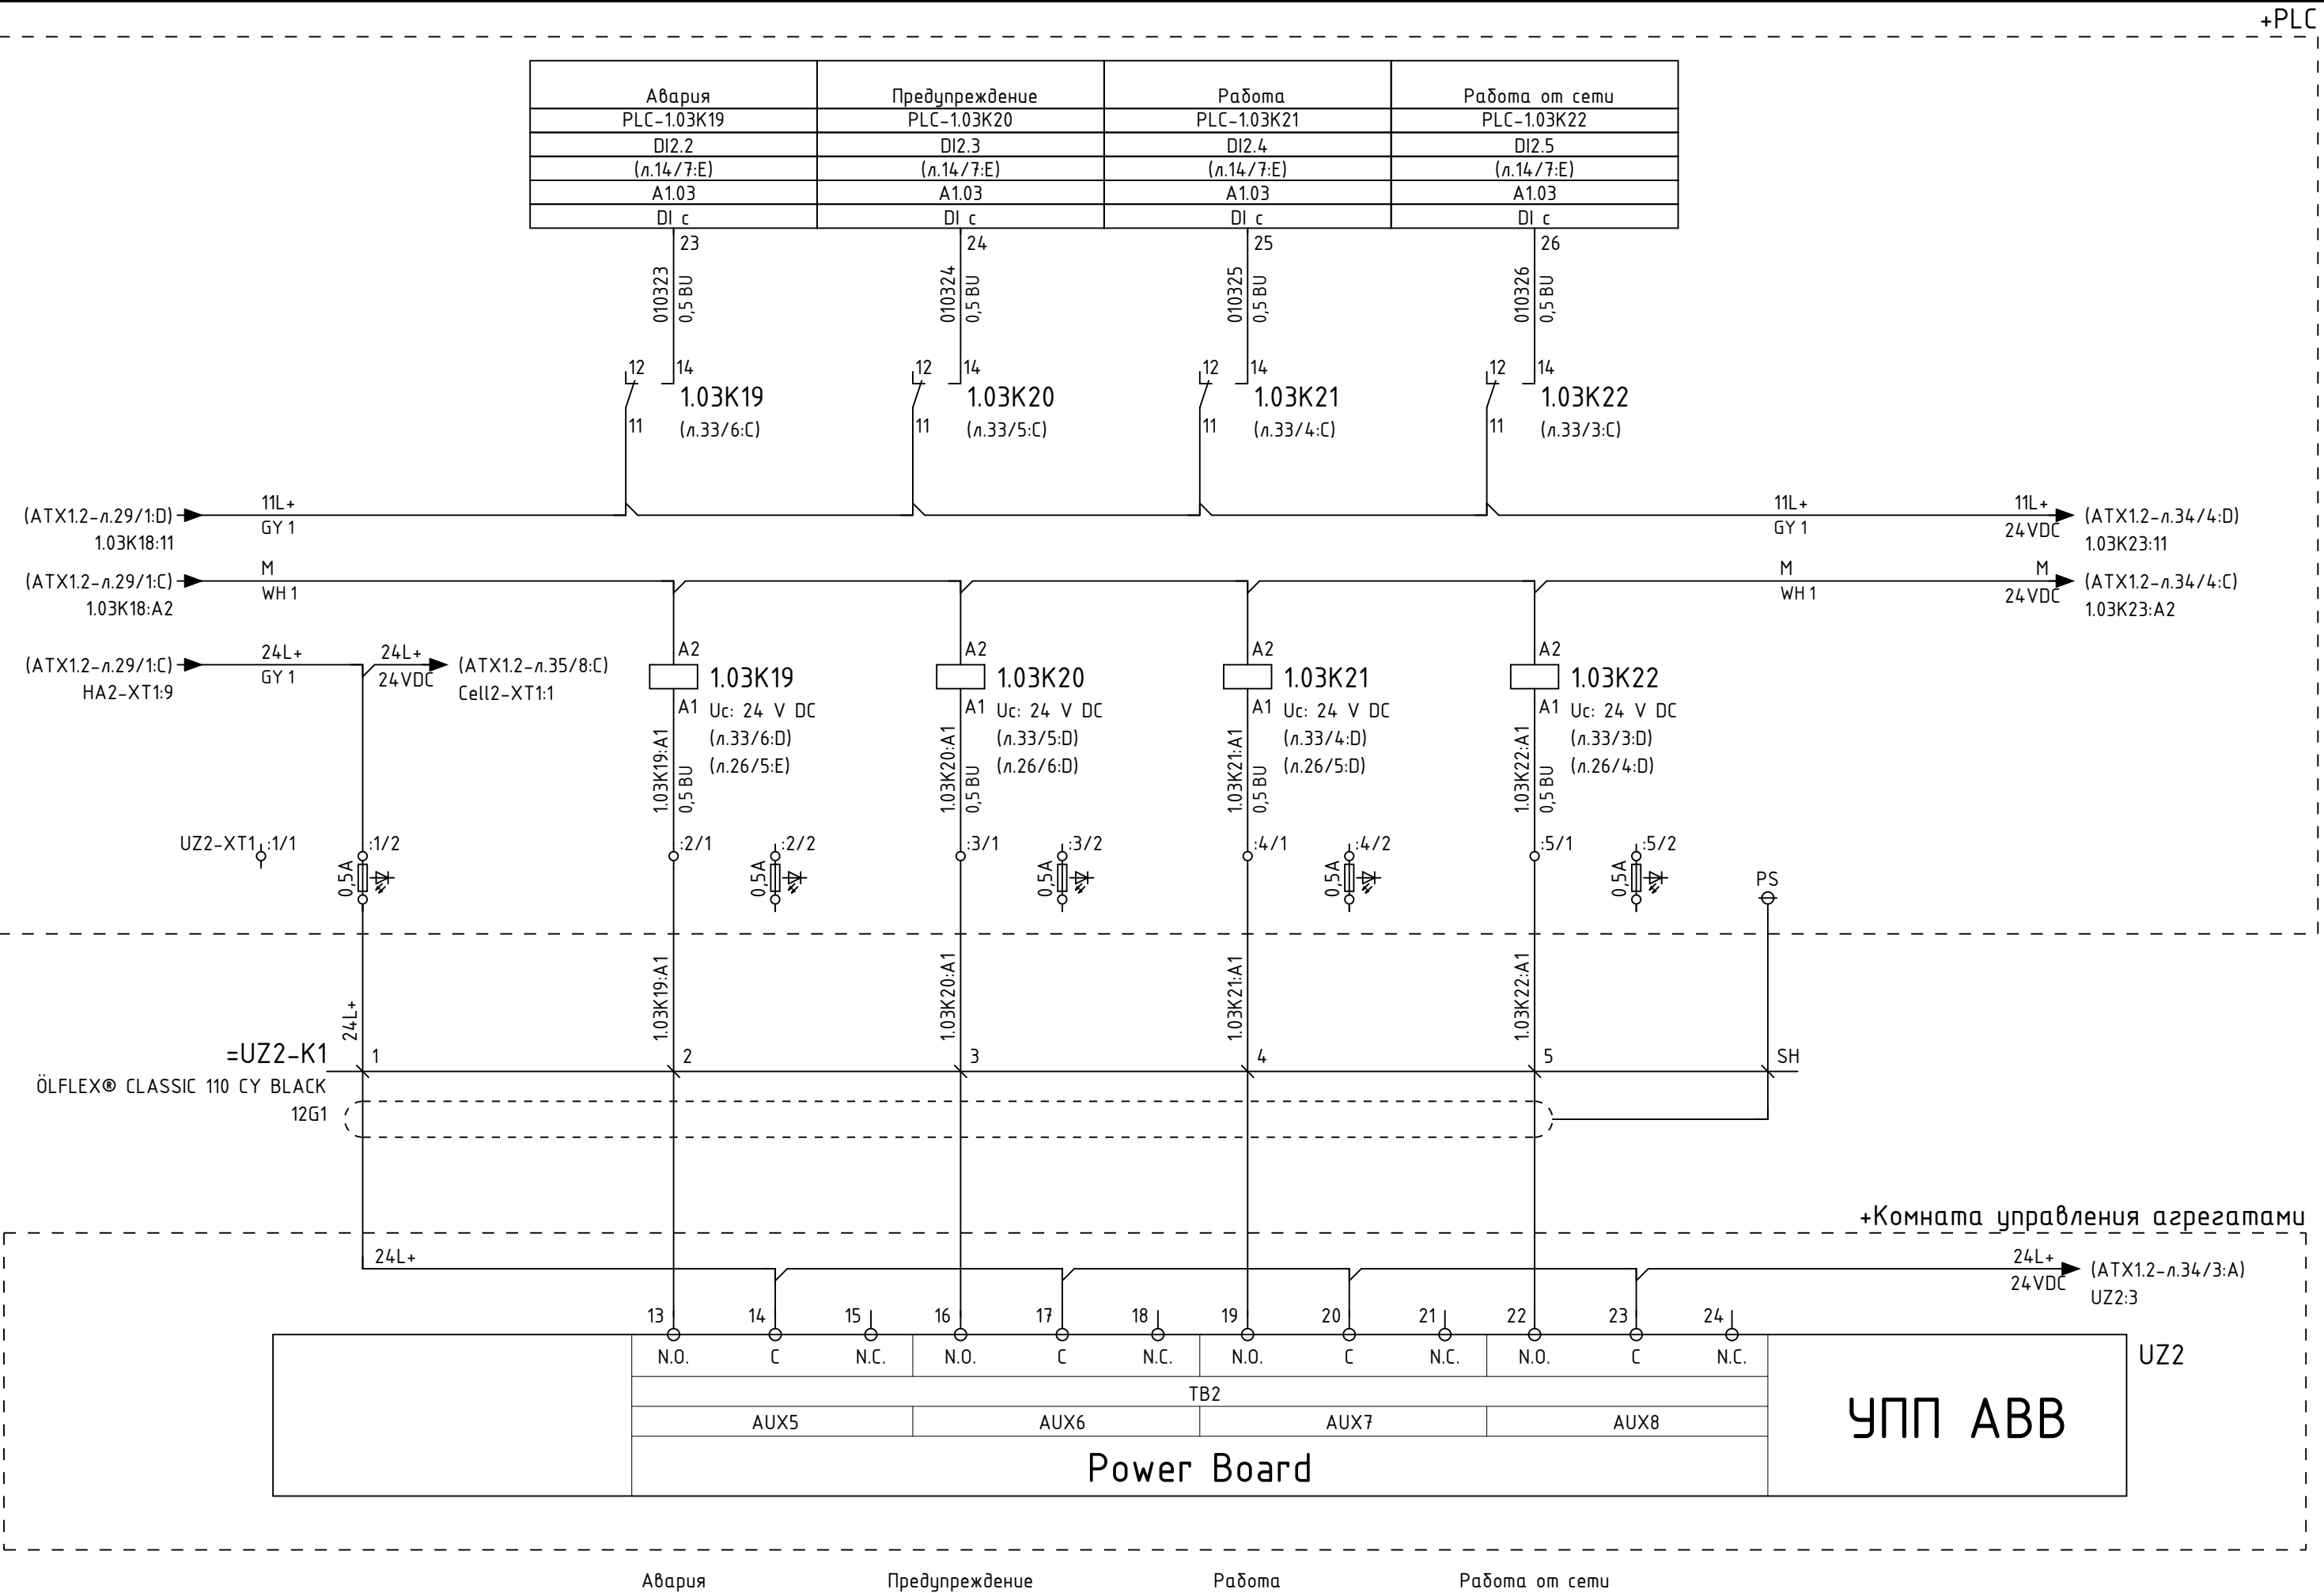 +PLC
Авария Предупреждение Работа Работа от сети
PLC-1.03K19 PLC-1.03K20 PLC-1.03K21 PLC-1.03K22
DI2.2 DI2.3 DI2.4 DI2.5
(л.14/7:E) (л.14/7:E) (л.14/7:E) (л.14/7:E)
A1.03 A1.03 A1.03 A1.03
DI c DI c DI c DI c
23 24 25 26
010323 0,5 BU 010324 0,5 BU 010325 0,5 BU 010326 0,5 BU
12 14 12 14 12 14 12 14
1.03K19 1.03K20 1.03K21 1.03K22
11 (л.33/6:C) 11 (л.33/5:C) 11 (л.33/4:C) 11 (л.33/3:C)
11L+ 11L+ 11L+
(ATX1.2-л.29/1:D) GY 1 GY 1 24VDC (ATX1.2-л.34/4:D)
1.03K18:11 1.03K23:11
M M M
(ATX1.2-л.29/1:C) WH 1 WH 1 24VDC (ATX1.2-л.34/4:C)
1.03K18:A2 1.03K23:A2
24L+ 24L+ A2 A2 A2 A2
(ATX1.2-л.29/1:C) GY 1 24VDC (ATX1.2-л.35/8:C) 1.03K19 1.03K20 1.03K21 1.03K22
HA2-XT1:9 Cell2-XT1:1
A1 Uc: 24 V DC A1 Uc: 24 V DC A1 Uc: 24 V DC A1 Uc: 24 V DC
(л.33/6:D) (л.33/5:D) (л.33/4:D) (л.33/3:D)
(л.26/5:E) (л.26/6:D) (л.26/5:D) (л.26/4:D)
1.03K19:A1 0,5 BU 1.03K20:A1 0,5 BU 1.03K21:A1 0,5 BU 1.03K22:A1 0,5 BU
UZ2-XT1 :1/1 :1/2 :2/1 :2/2 :3/1 :3/2 :4/1 :4/2 :5/1 :5/2
0,5A 0,5A 0,5A 0,5A 0,5A PS
24L+ 1.03K19:A1 1.03K20:A1 1.03K21:A1 1.03K22:A1
=UZ2-K1 1 2 3 4 5 SH
ÖLFLEX® CLASSIC 110 CY BLACK
12G1
+Комната управления агрегатами
24L+ 24L+
24VDC (ATX1.2-л.34/3:A)
UZ2:3
13 14 15 16 17 18 19 20 21 22 23 24
N.O. C N.C. N.O. C N.C. N.O. C N.C. N.O. C N.C. UZ2
TB2
AUX5 AUX6 AUX7 AUX8 УПП ABB
Power Board
Авария Предупреждение Работа Работа от сети